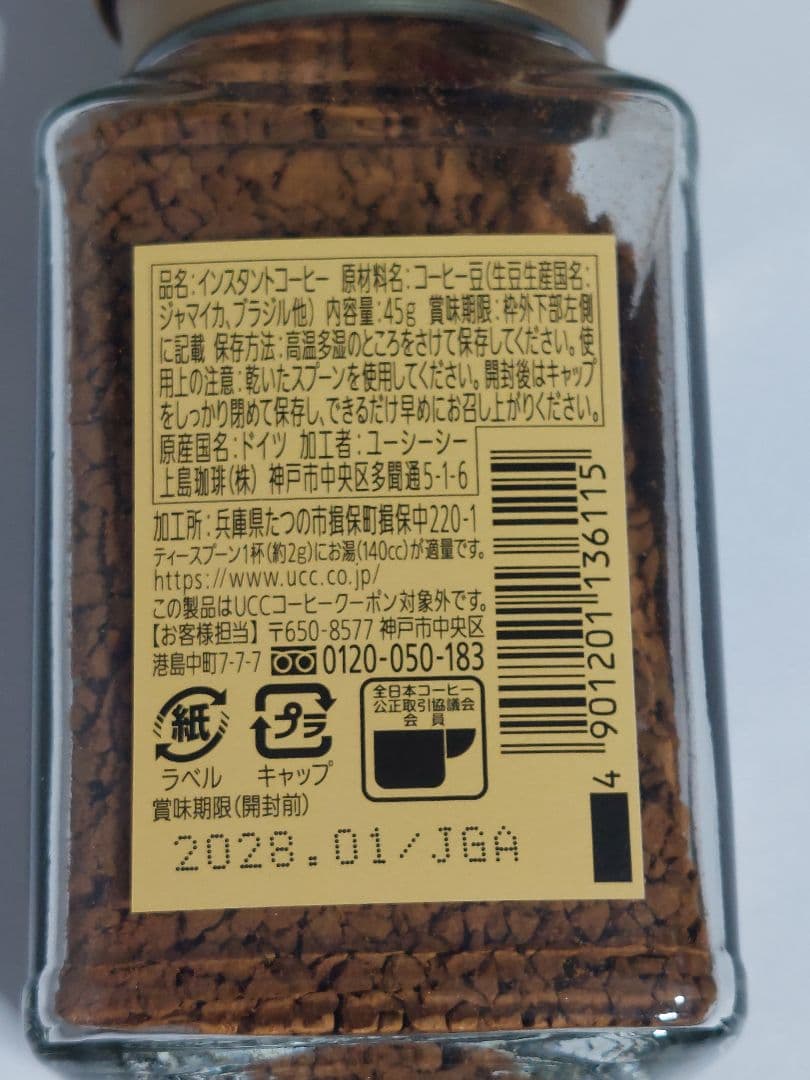 品名:インスタントコーヒー 原材料名:コーヒー豆(生豆生産国名:
ジャマイカ、ブラジル他) 内容量:45g 賞味期限:枠外下部左側
に記載 保存方法:高温多湿のところをさけて保存してください。使
用上の注意:乾いたスプーンを使用してください。開封後はキャップ
をしっかり閉めて保存し、できるだけ早めにお召し上がりください。
原産国名:ドイツ 加工者:ユーシーシー
上島珈琲(株) 神戸市中央区多聞通5-1-6
加工所:兵庫県たつの市揖保町揖保中220-1
ティースプーン1杯(約2g)にお湯(140cc)が適量です。
https://www.ucc.co.jp/
この製品はUCCコーヒークーポン対象外です。
【お客様担当】〒650-8577 神戸市中央区
港島中町7-7-7 0120-050-183
紙
ラベル
プラ
キャップ
全日本コーヒー
公正取引協議会
会員
4 901201 136115
賞味期限(開封前)
2028.01/JGA